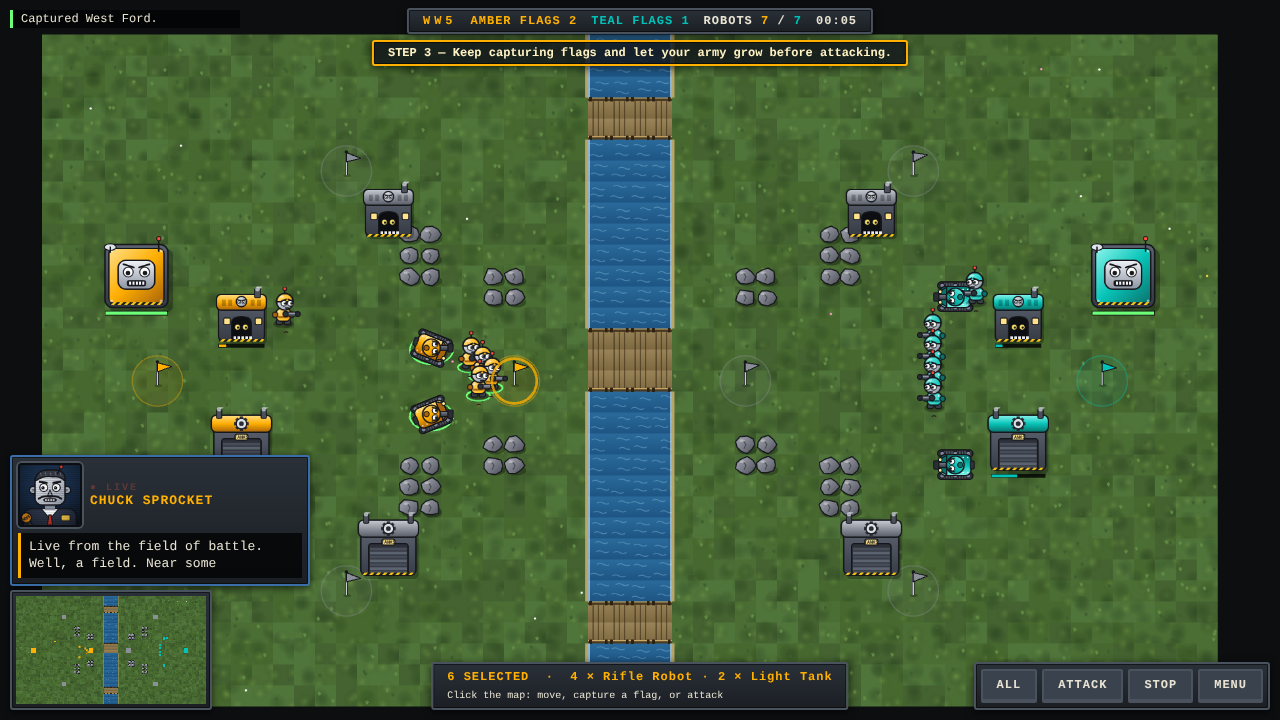 Captured West Ford.
WW5 AMBER FLAGS 2 TEAL FLAGS 1 ROBOTS 7 / 7 00:05
STEP 3 — Keep capturing flags and let your army grow before attacking.
● LIVE
CHUCK SPROCKET
Live from the field of battle.
Well, a field. Near some
6 SELECTED · 4 × Rifle Robot · 2 × Light Tank
Click the map: move, capture a flag, or attack
ALL ATTACK STOP MENU